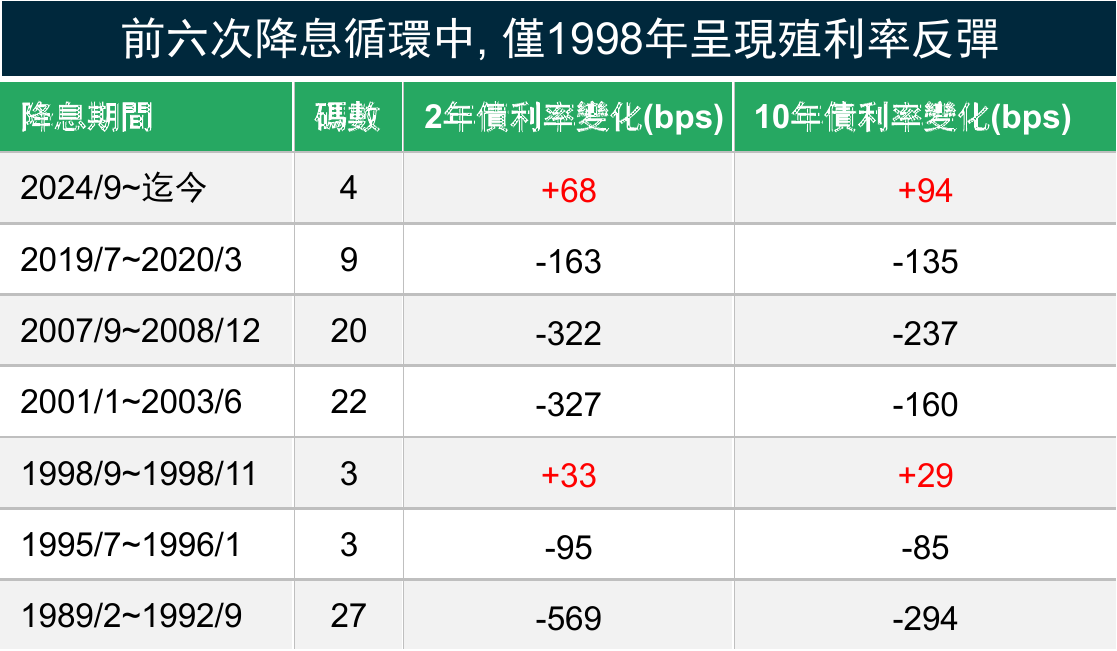 前六次降息循環中, 僅1998年呈現殖利率反彈
降息期間 碼數 2年債利率變化(bps) 10年債利率變化(bps)
2024/9~迄今 4 +68 +94
2019/7~2020/3 9 -163 -135
2007/9~2008/12 20 -322 -237
2001/1~2003/6 22 -327 -160
1998/9~1998/11 3 +33 +29
1995/7~1996/1 3 -95 -85
1989/2~1992/9 27 -569 -294